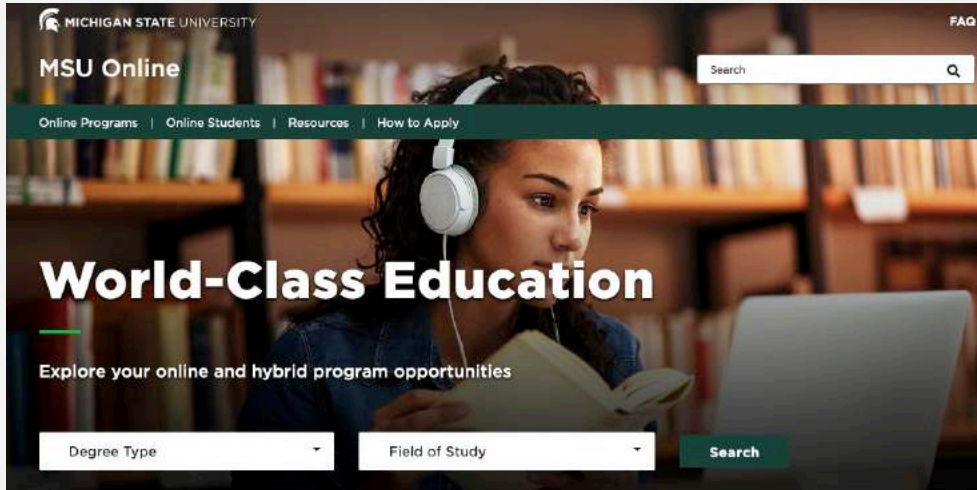 MICHIGAN STATE UNIVERSITY
FAQ
MSU Online
Search
Online Programs | Online Students | Resources | How to Apply
World-Class Education
Explore your online and hybrid program opportunities
Degree Type
Field of Study
Search